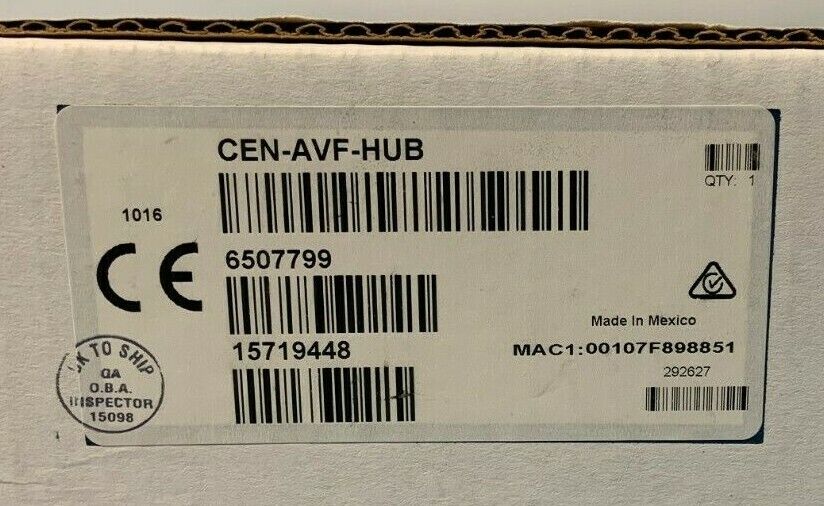 CEN-AVF-HUB
QTY: 1
1016
CE
6507799
Made In Mexico
15719448
MAC1:00107F898851
292627
OK TO SHIP
QA
O.B.A.
INSPECTOR
15098